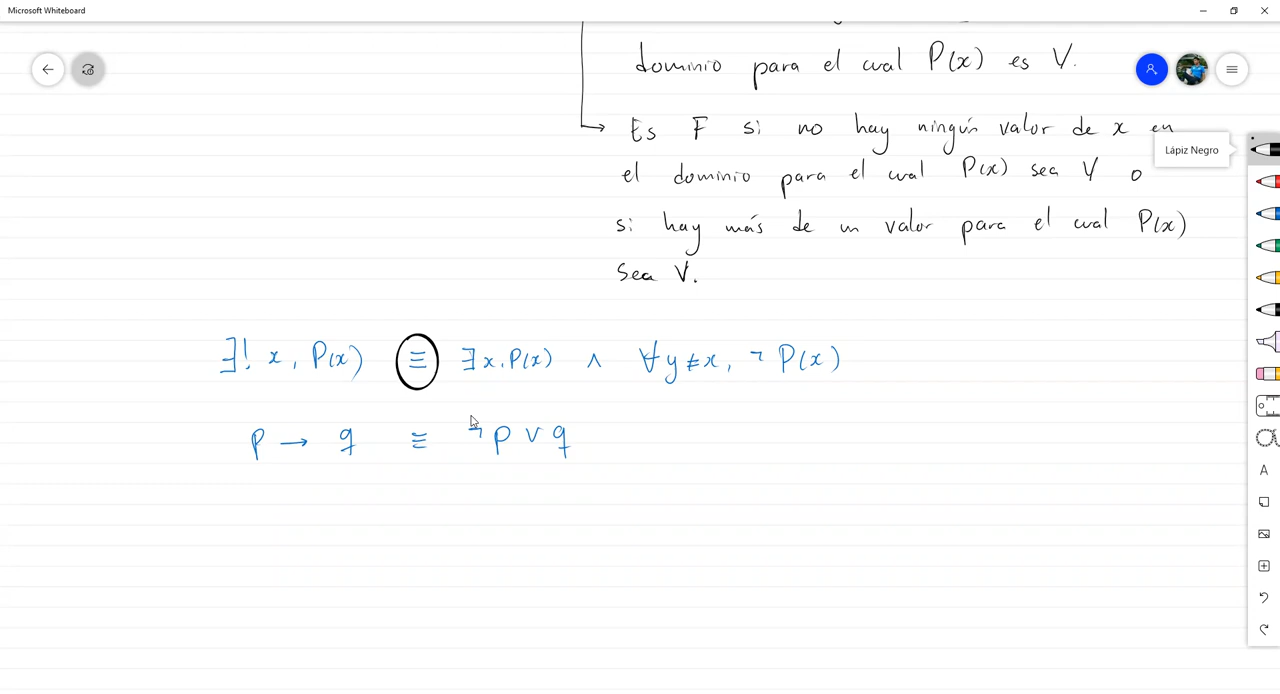 Microsoft Whiteboard
dominio para el cual P(x) es V.
Lápiz Negro
Es F si no hay ningún valor de x en
el dominio para el cual P(x) sea V o
si hay más de un valor para el cual P(x)
sea V.
∃! x, P(x) ≡ ∃x.P(x) ∧ ∀y≠x, ¬P(x)
p → q ≡ ¬p ∨ q
A